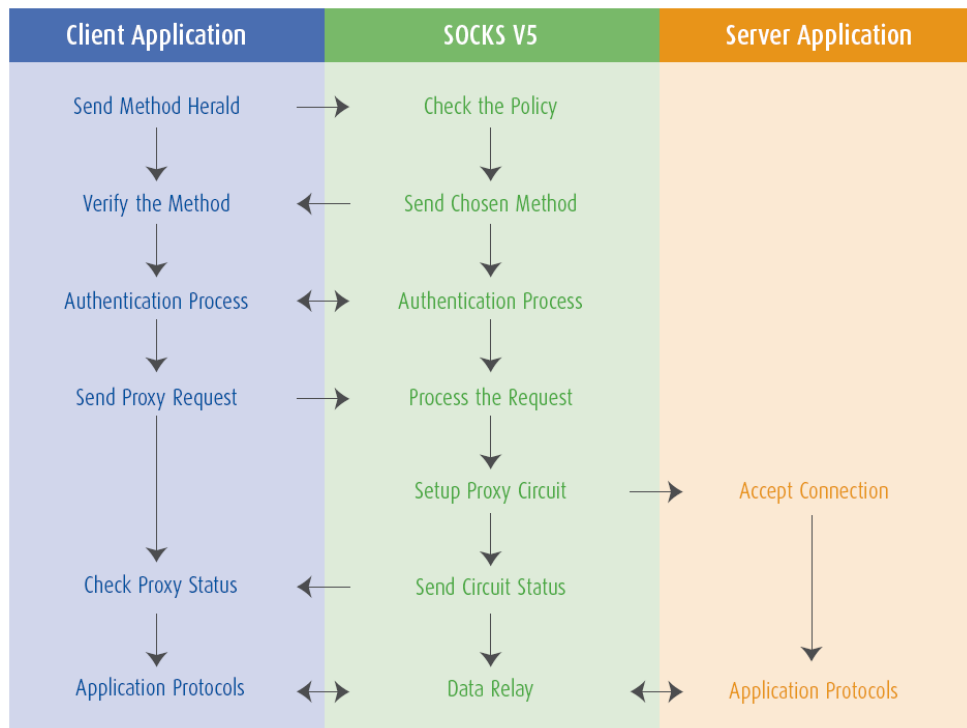 Client Application
SOCKS V5
Server Application
Send Method Herald
Check the Policy
Verify the Method
Send Chosen Method
Authentication Process
Authentication Process
Send Proxy Request
Process the Request
Setup Proxy Circuit
Accept Connection
Check Proxy Status
Send Circuit Status
Application Protocols
Data Relay
Application Protocols